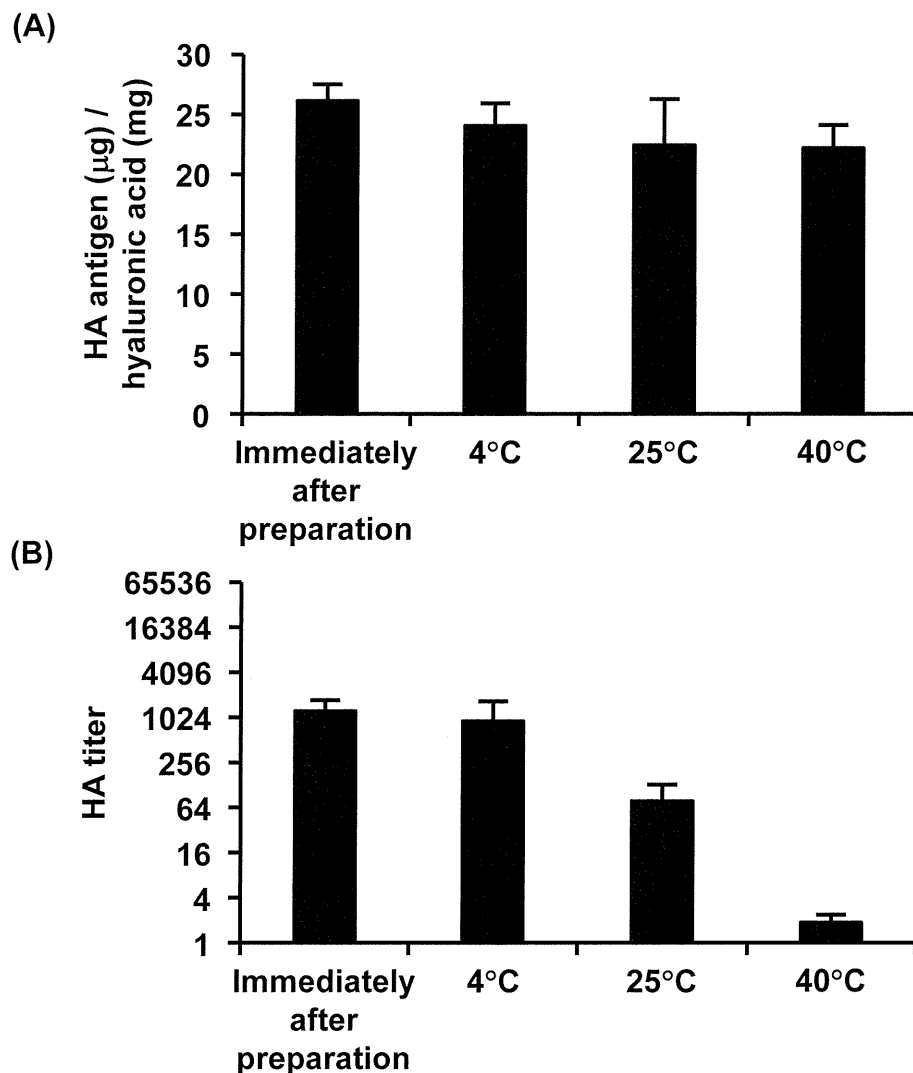 (A)
HA antigen (μg) /
hyaluronic acid (mg)
30
25
20
15
10
5
0
Immediately
after
preparation
4°C
25°C
40°C
(B)
HA titer
65536
16384
4096
1024
256
64
16
4
1
Immediately
after
preparation
4°C
25°C
40°C